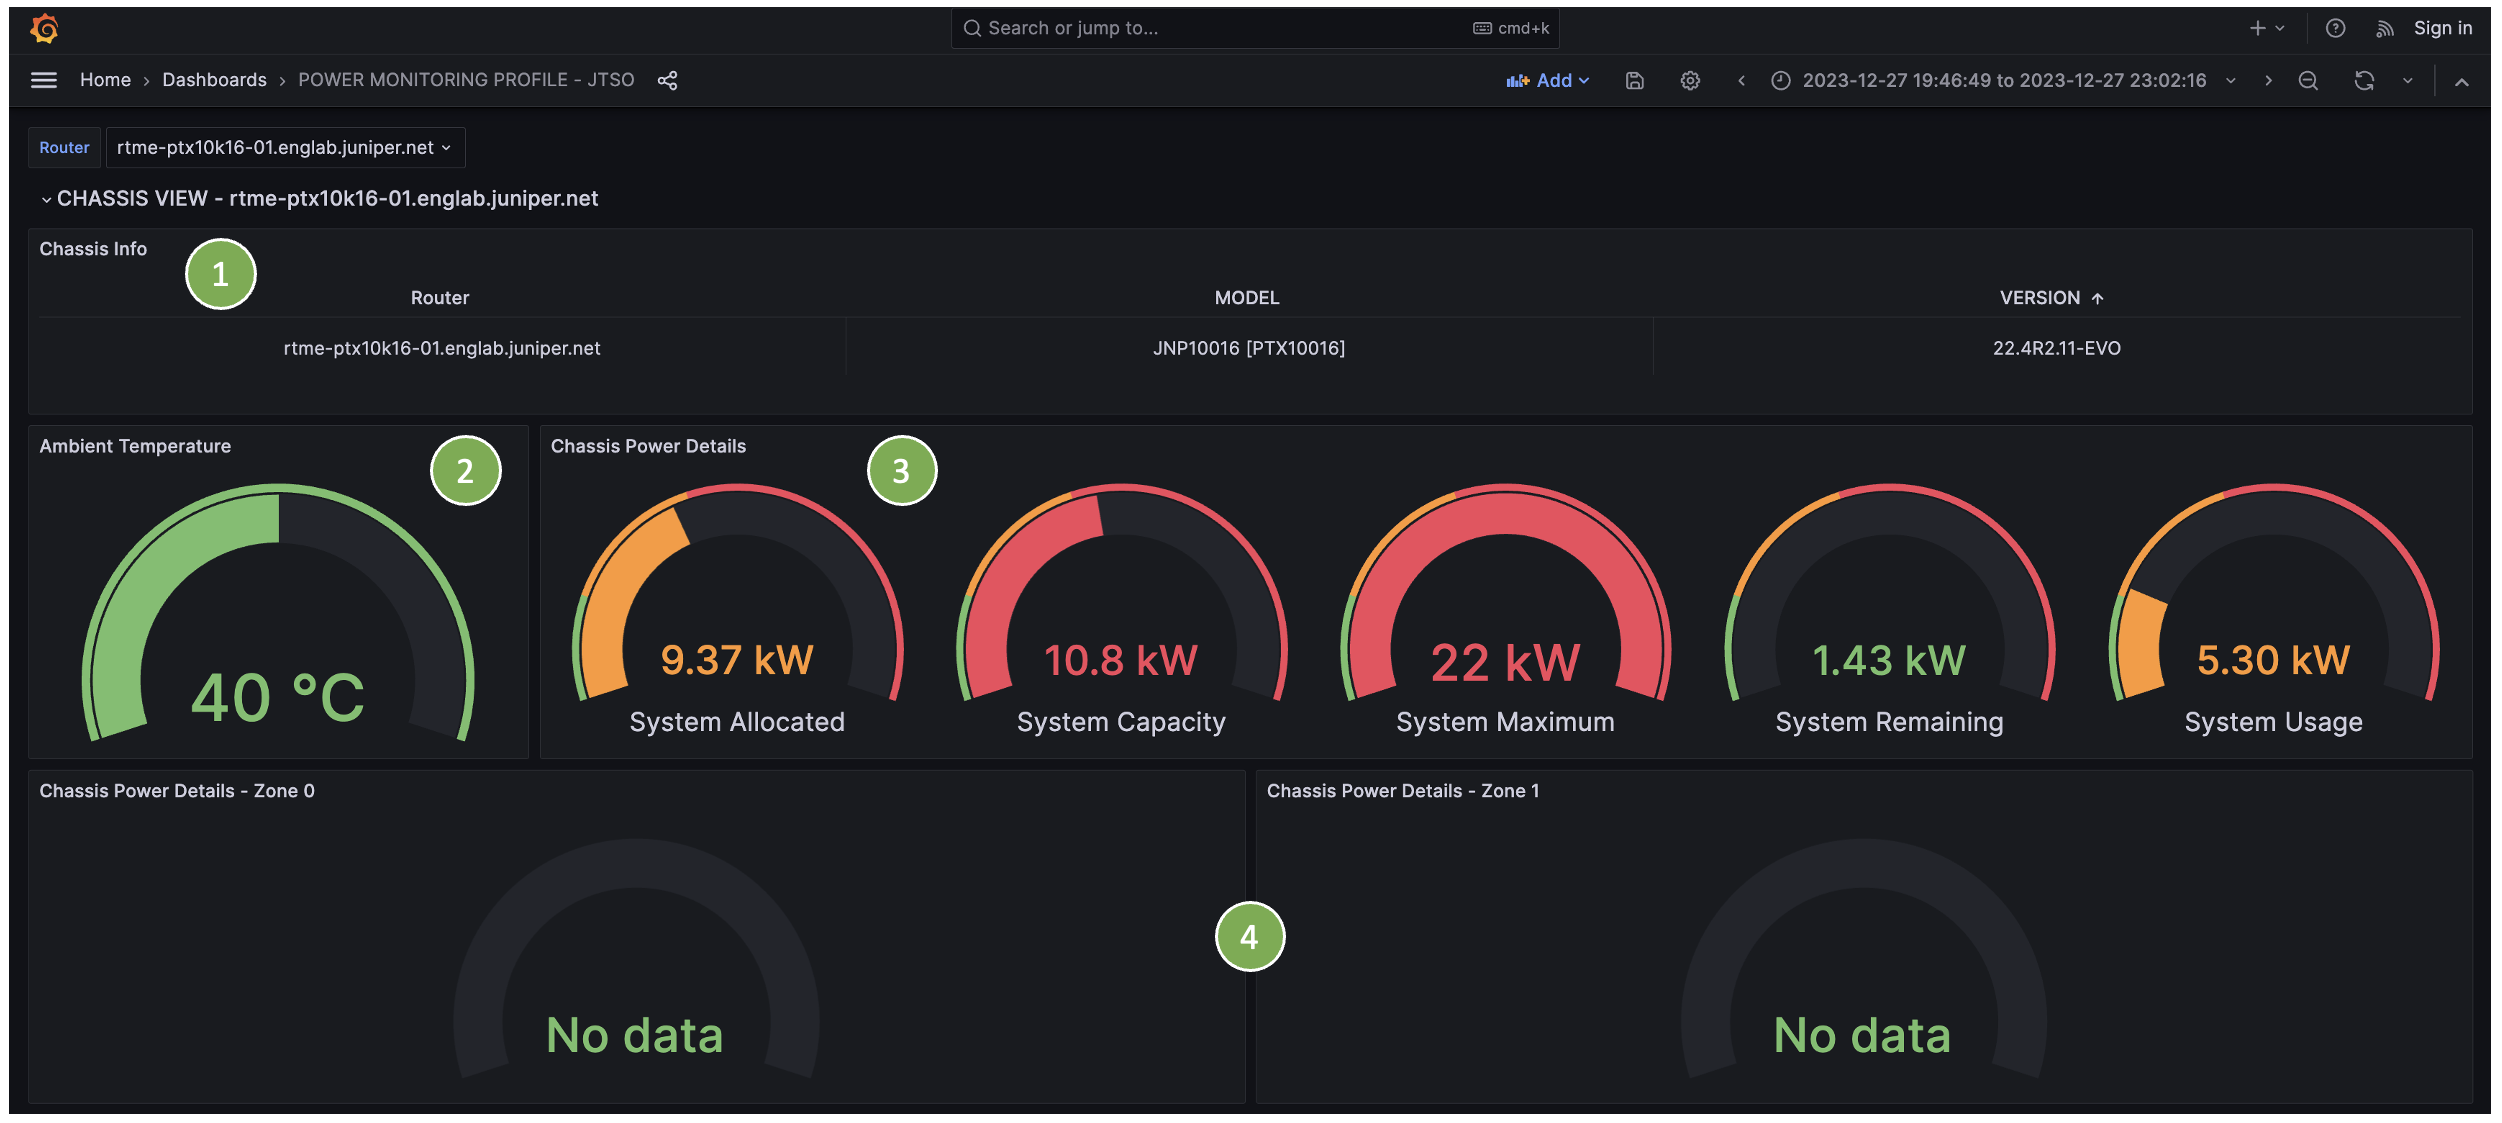 Search or jump to...
cmd+k
Sign in
Home › Dashboards › POWER MONITORING PROFILE - JTSO
Add
2023-12-27 19:46:49 to 2023-12-27 23:02:16
Router
rtme-ptx10k16-01.englab.juniper.net
CHASSIS VIEW - rtme-ptx10k16-01.englab.juniper.net
Chassis Info
1
Router
MODEL
VERSION ↑
rtme-ptx10k16-01.englab.juniper.net
JNP10016 [PTX10016]
22.4R2.11-EVO
Ambient Temperature
2
40 °C
Chassis Power Details
3
9.37 kW
System Allocated
10.8 kW
System Capacity
22 kW
System Maximum
1.43 kW
System Remaining
5.30 kW
System Usage
Chassis Power Details - Zone 0
No data
4
Chassis Power Details - Zone 1
No data